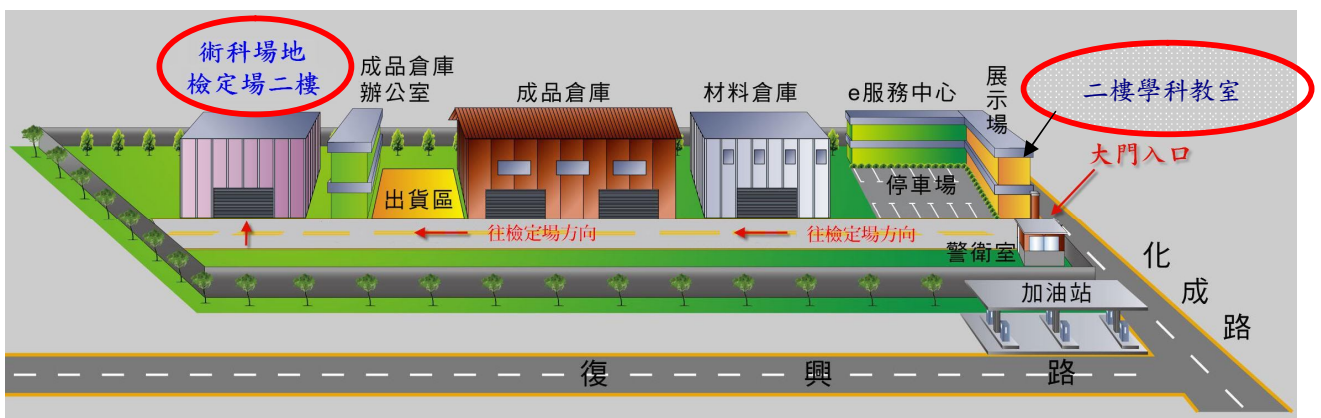 術科場地
檢定場二樓
成品倉庫
辦公室
成品倉庫
材料倉庫
e服務中心
展示場
二樓學科教室
大門入口
出貨區
停車場
往檢定場方向
往檢定場方向
警衛室
加油站
化成路
復興路